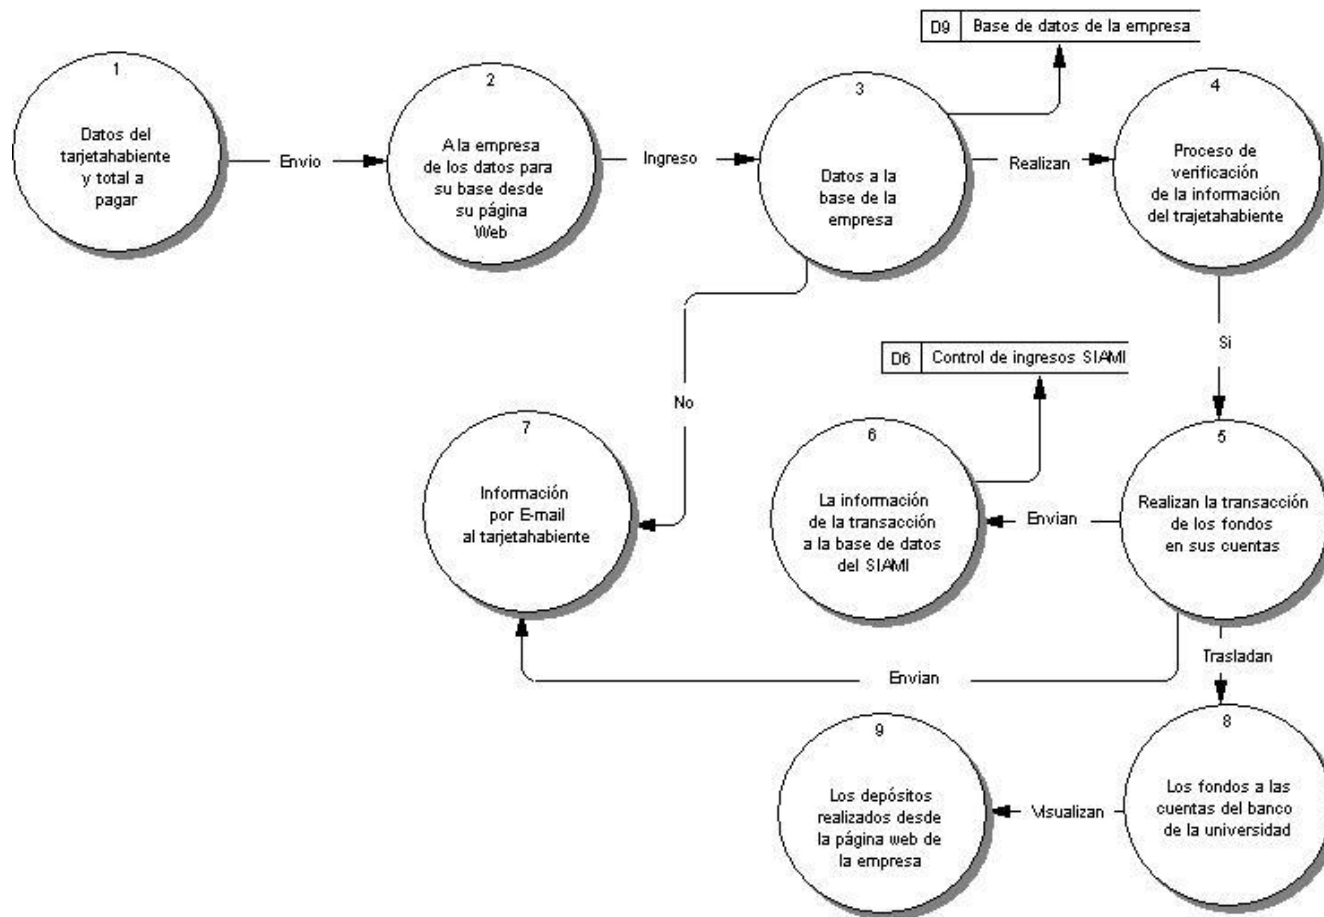 D9 Base de datos de la empresa
1
Datos del
tarjetahabiente
y total a
pagar
Envio
2
A la empresa
de los datos para
su base desde
su página
Web
Ingreso
3
Datos a la
base de la
empresa
Realizan
4
Proceso de
verificación
de la información
del trajetahabiente
Si
No
D6 Control de ingresos SIAMI
7
Información
por E-mail
al tarjetahabiente
6
La información
de la transacción
a la base de datos
del SIAMI
Envian
5
Realizan la transacción
de los fondos
en sus cuentas
Envian
Trasladan
9
Los depósitos
realizados desde
la página web de
la empresa
Visualizan
8
Los fondos a las
cuentas del banco
de la universidad